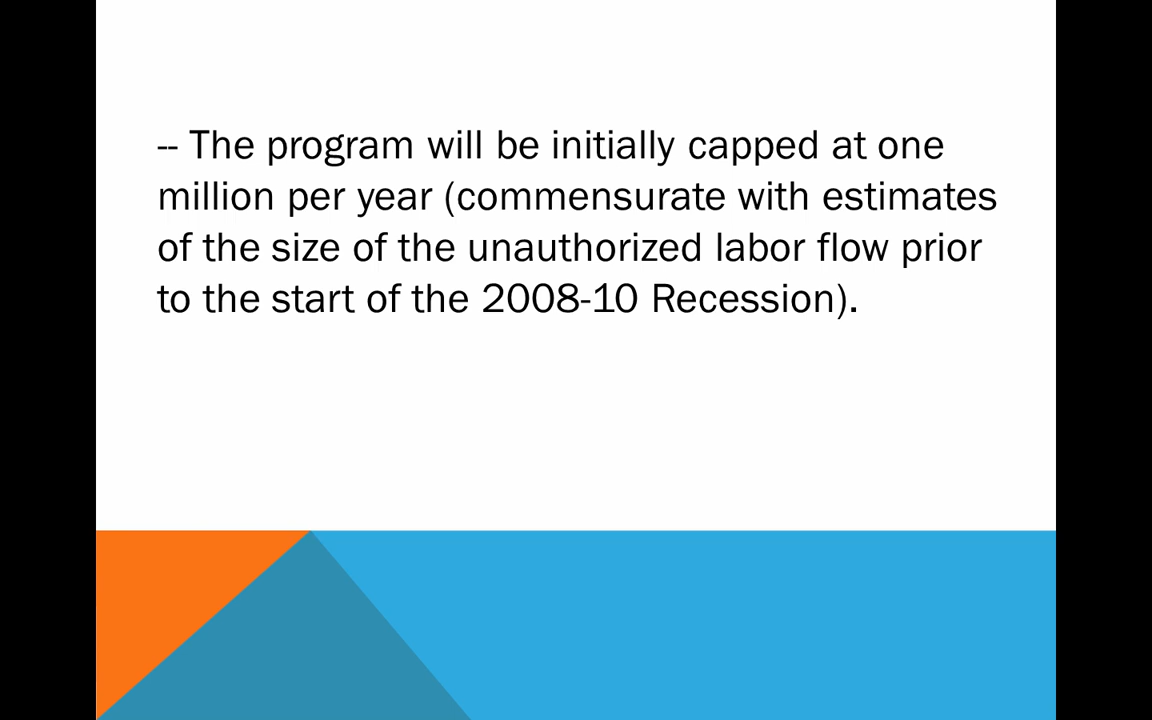 -- The program will be initially capped at one
million per year (commensurate with estimates
of the size of the unauthorized labor flow prior
to the start of the 2008-10 Recession).